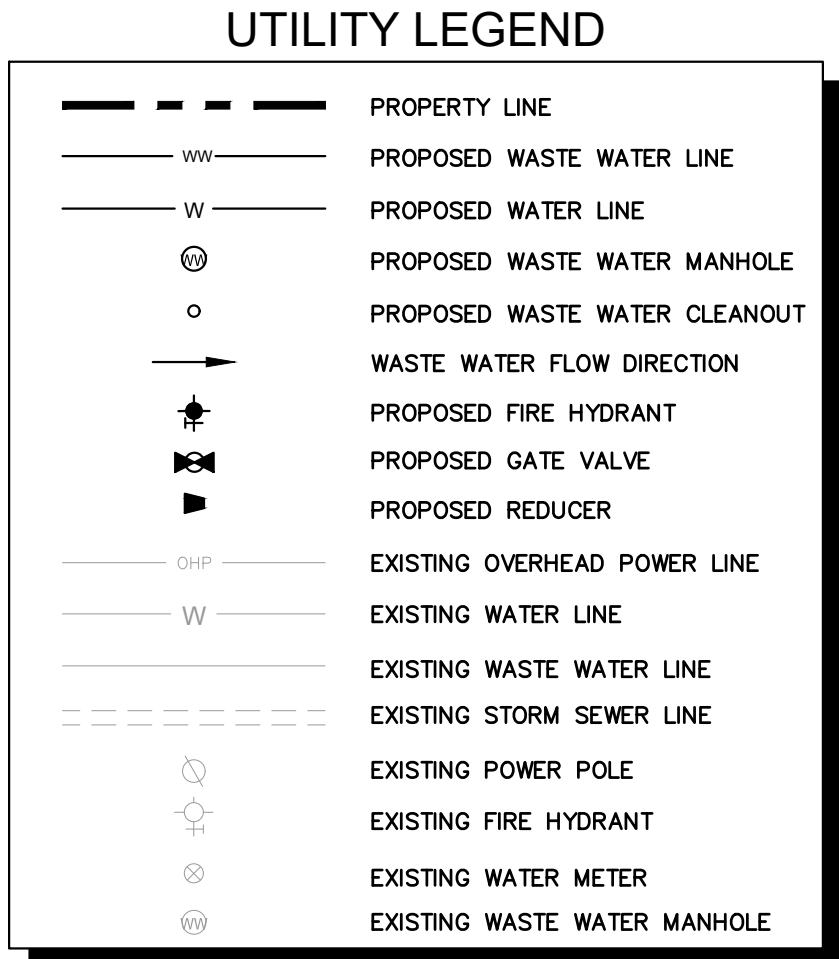 UTILITY LEGEND
PROPERTY LINE
WW PROPOSED WASTE WATER LINE
W PROPOSED WATER LINE
WW PROPOSED WASTE WATER MANHOLE
PROPOSED WASTE WATER CLEANOUT
WASTE WATER FLOW DIRECTION
PROPOSED FIRE HYDRANT
PROPOSED GATE VALVE
PROPOSED REDUCER
OHP EXISTING OVERHEAD POWER LINE
W EXISTING WATER LINE
EXISTING WASTE WATER LINE
EXISTING STORM SEWER LINE
EXISTING POWER POLE
EXISTING FIRE HYDRANT
EXISTING WATER METER
WW EXISTING WASTE WATER MANHOLE